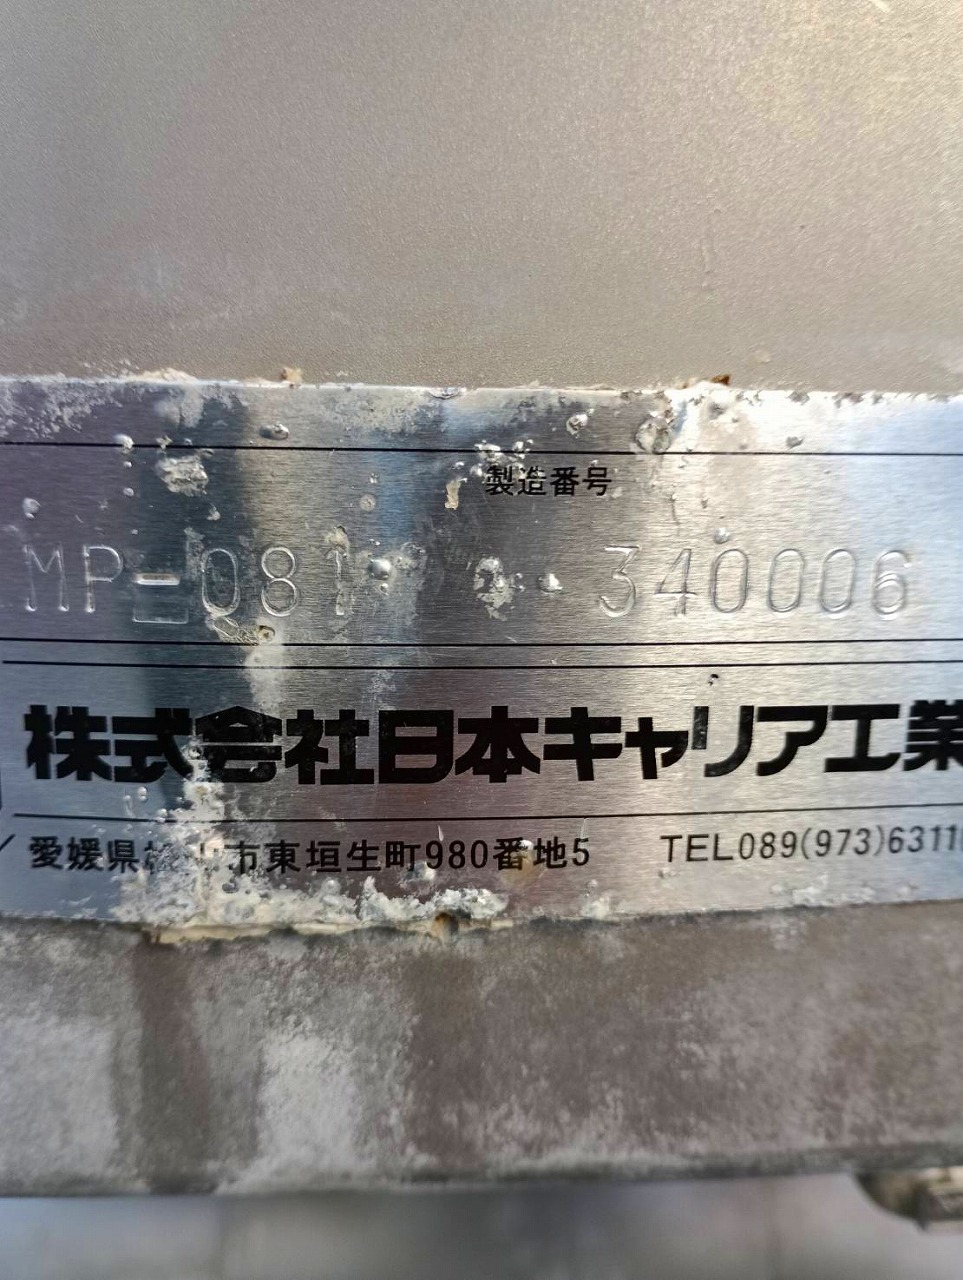 製造番号
MP-081 340006
株式会社日本キャリア工業
愛媛県 市東垣生町980番地5 TEL089(973)6311